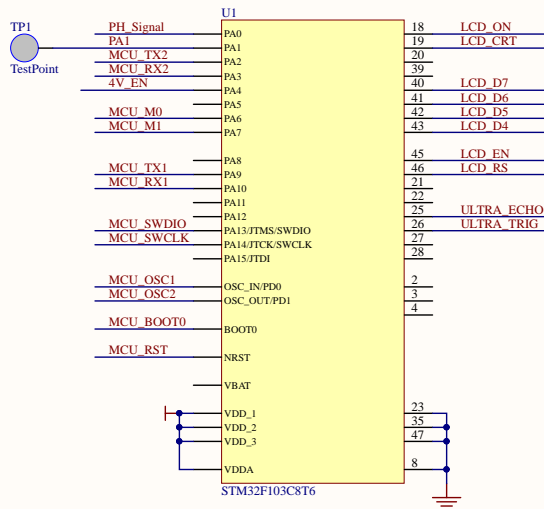 U1
TP1
TestPoint
PH_Signal
PA1
MCU_TX2
MCU_RX2
4V_EN
MCU_M0
MCU_M1
MCU_TX1
MCU_RX1
MCU_SWDIO
MCU_SWCLK
MCU_OSC1
MCU_OSC2
MCU_BOOT0
MCU_RST
PA0
PA1
PA2
PA3
PA4
PA5
PA6
PA7
PA8
PA9
PA10
PA11
PA12
PA13/JTMS/SWDIO
PA14/JTCK/SWCLK
PA15/JTDI
OSC_IN/PD0
OSC_OUT/PD1
BOOT0
NRST
VBAT
VDD_1
VDD_2
VDD_3
VDDA
18 LCD_ON
19 LCD_CRT
20
39
40 LCD_D7
41 LCD_D6
42 LCD_D5
43 LCD_D4
45 LCD_EN
46 LCD_RS
21
22
25 ULTRA_ECHO
26 ULTRA_TRIG
27
28
2
3
4
23
35
47
8
STM32F103C8T6